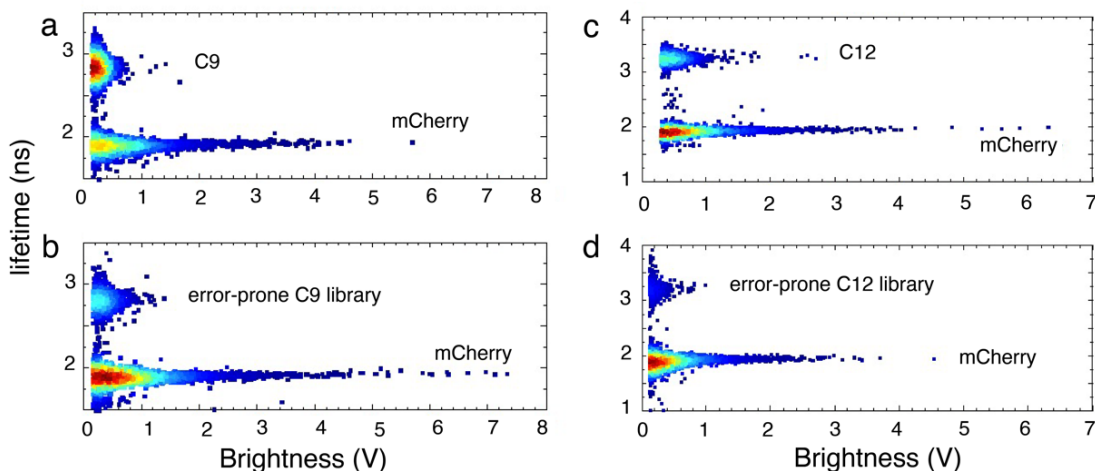 a
3
C9
2
mCherry
0 1 2 3 4 5 6 7 8
b
3
error-prone C9 library
2
mCherry
0 1 2 3 4 5 6 7 8
Brightness (V)
lifetime (ns)
c
4
3
C12
2
mCherry
1
0 1 2 3 4 5 6 7
d
4
3
error-prone C12 library
2
mCherry
1
0 1 2 3 4 5 6 7
Brightness (V)